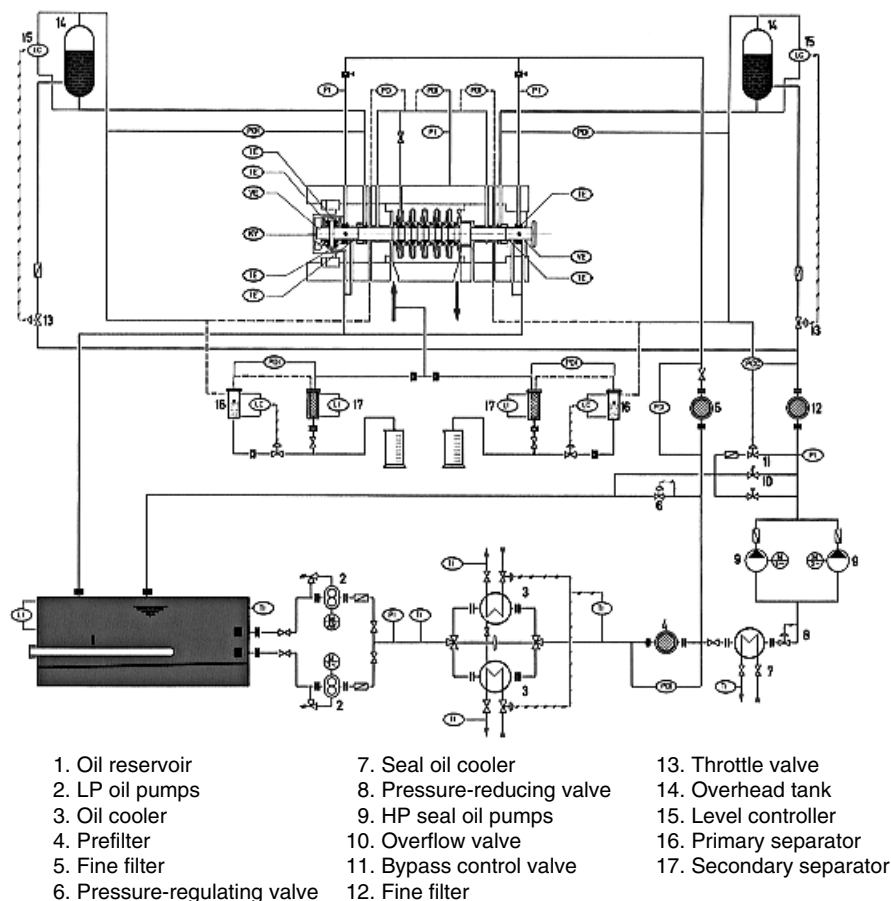 14
14
15
LC
15
LC
PI
PD
PDI
PDI
PI
PDI
PI
PDI
TE
TE
TE
VE
KY
VE
TE
TE
TE
13
13
PDI
PDI
PDC
16
LC
LI
17
17
LI
LC
16
PD
5
12
11
PI
10
6
9
9
TI
2
3
LI
TI
PI
TI
TI
4
8
3
7
2
TI
PDI
TI
1. Oil reservoir
2. LP oil pumps
3. Oil cooler
4. Prefilter
5. Fine filter
6. Pressure-regulating valve
7. Seal oil cooler
8. Pressure-reducing valve
9. HP seal oil pumps
10. Overflow valve
11. Bypass control valve
12. Fine filter
13. Throttle valve
14. Overhead tank
15. Level controller
16. Primary separator
17. Secondary separator